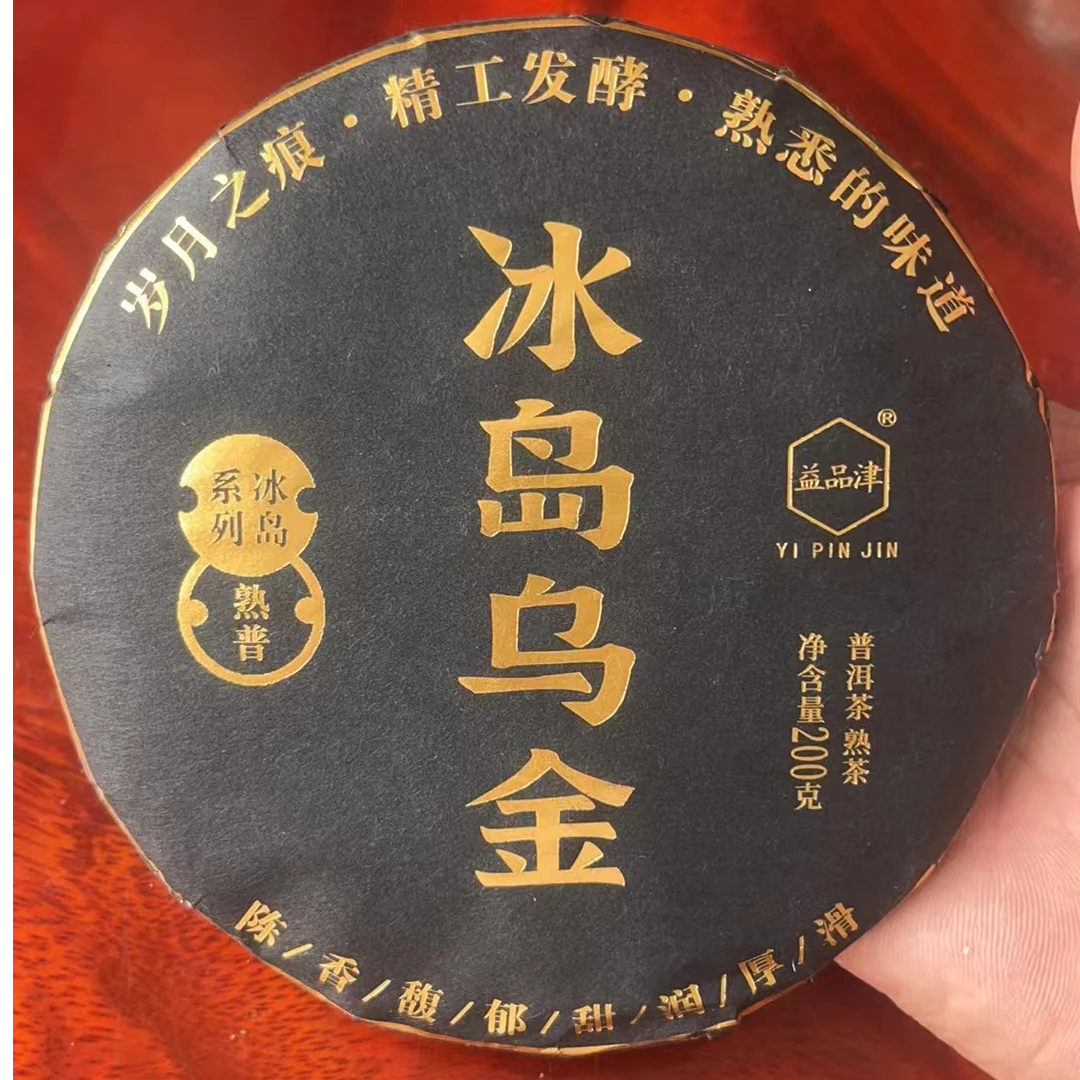 岁月之痕·精工发酵·熟悉的味道
冰岛乌金
冰岛
系列
熟普
益品津®
YI PIN JIN
普洱茶 熟茶
净含量200克
陈/香/馥/郁/甜/润/厚/滑